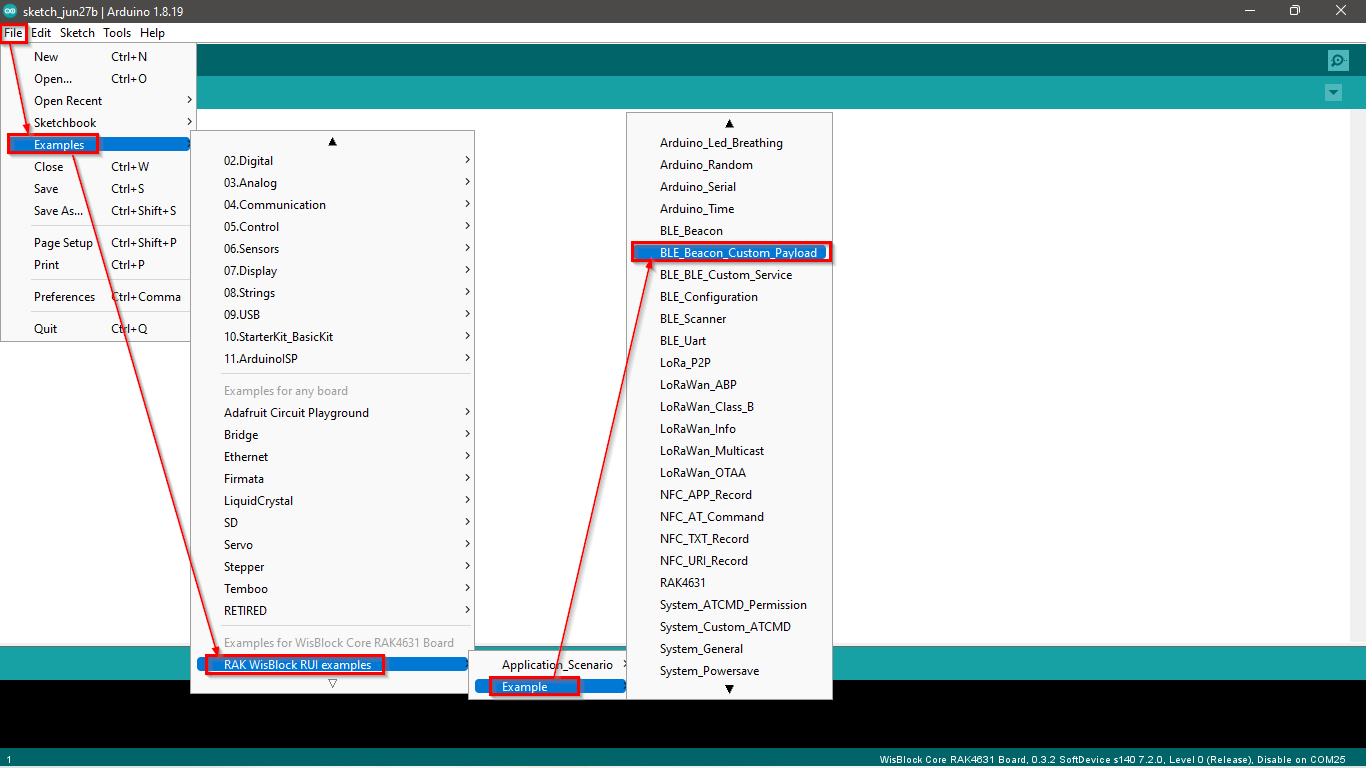 sketch_jun27b | Arduino 1.8.19
File Edit Sketch Tools Help
New Ctrl+N
Open... Ctrl+O
Open Recent
Sketchbook
Examples
Close Ctrl+W
Save Ctrl+S
Save As... Ctrl+Shift+S
Page Setup Ctrl+Shift+P
Print Ctrl+P
Preferences Ctrl+Comma
Quit Ctrl+Q
02.Digital
03.Analog
04.Communication
05.Control
06.Sensors
07.Display
08.Strings
09.USB
10.StarterKit_BasicKit
11.ArduinoISP
Examples for any board
Adafruit Circuit Playground
Bridge
Ethernet
Firmata
LiquidCrystal
SD
Servo
Stepper
Temboo
RETIRED
Examples for WisBlock Core RAK4631 Board
RAK WisBlock RUI examples
Application_Scenario
Example
Arduino_Led_Breathing
Arduino_Random
Arduino_Serial
Arduino_Time
BLE_Beacon
BLE_Beacon_Custom_Payload
BLE_BLE_Custom_Service
BLE_Configuration
BLE_Scanner
BLE_Uart
LoRa_P2P
LoRaWan_ABP
LoRaWan_Class_B
LoRaWan_Info
LoRaWan_Multicast
LoRaWan_OTAA
NFC_APP_Record
NFC_AT_Command
NFC_TXT_Record
NFC_URI_Record
RAK4631
System_ATCMD_Permission
System_Custom_ATCMD
System_General
System_Powersave
1
WisBlock Core RAK4631 Board, 0.3.2 SoftDevice s140 7.2.0, Level 0 (Release), Disable on COM25